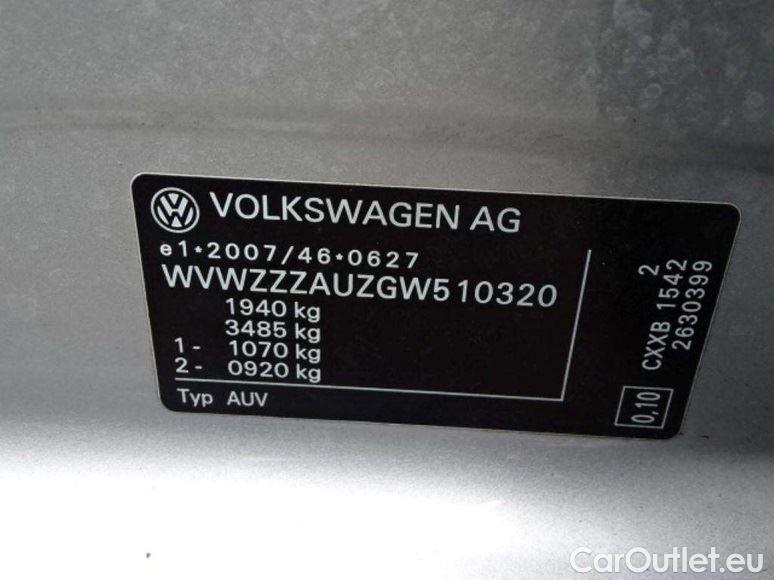 VOLKSWAGEN AG
e1*2007/46*0627
WVWZZZAUZGW510320
1940 kg
3485 kg
1- 1070 kg
2- 0920 kg
Typ AUV
2
CXXB 1542
2630399
0,10
CarOutlet.eu